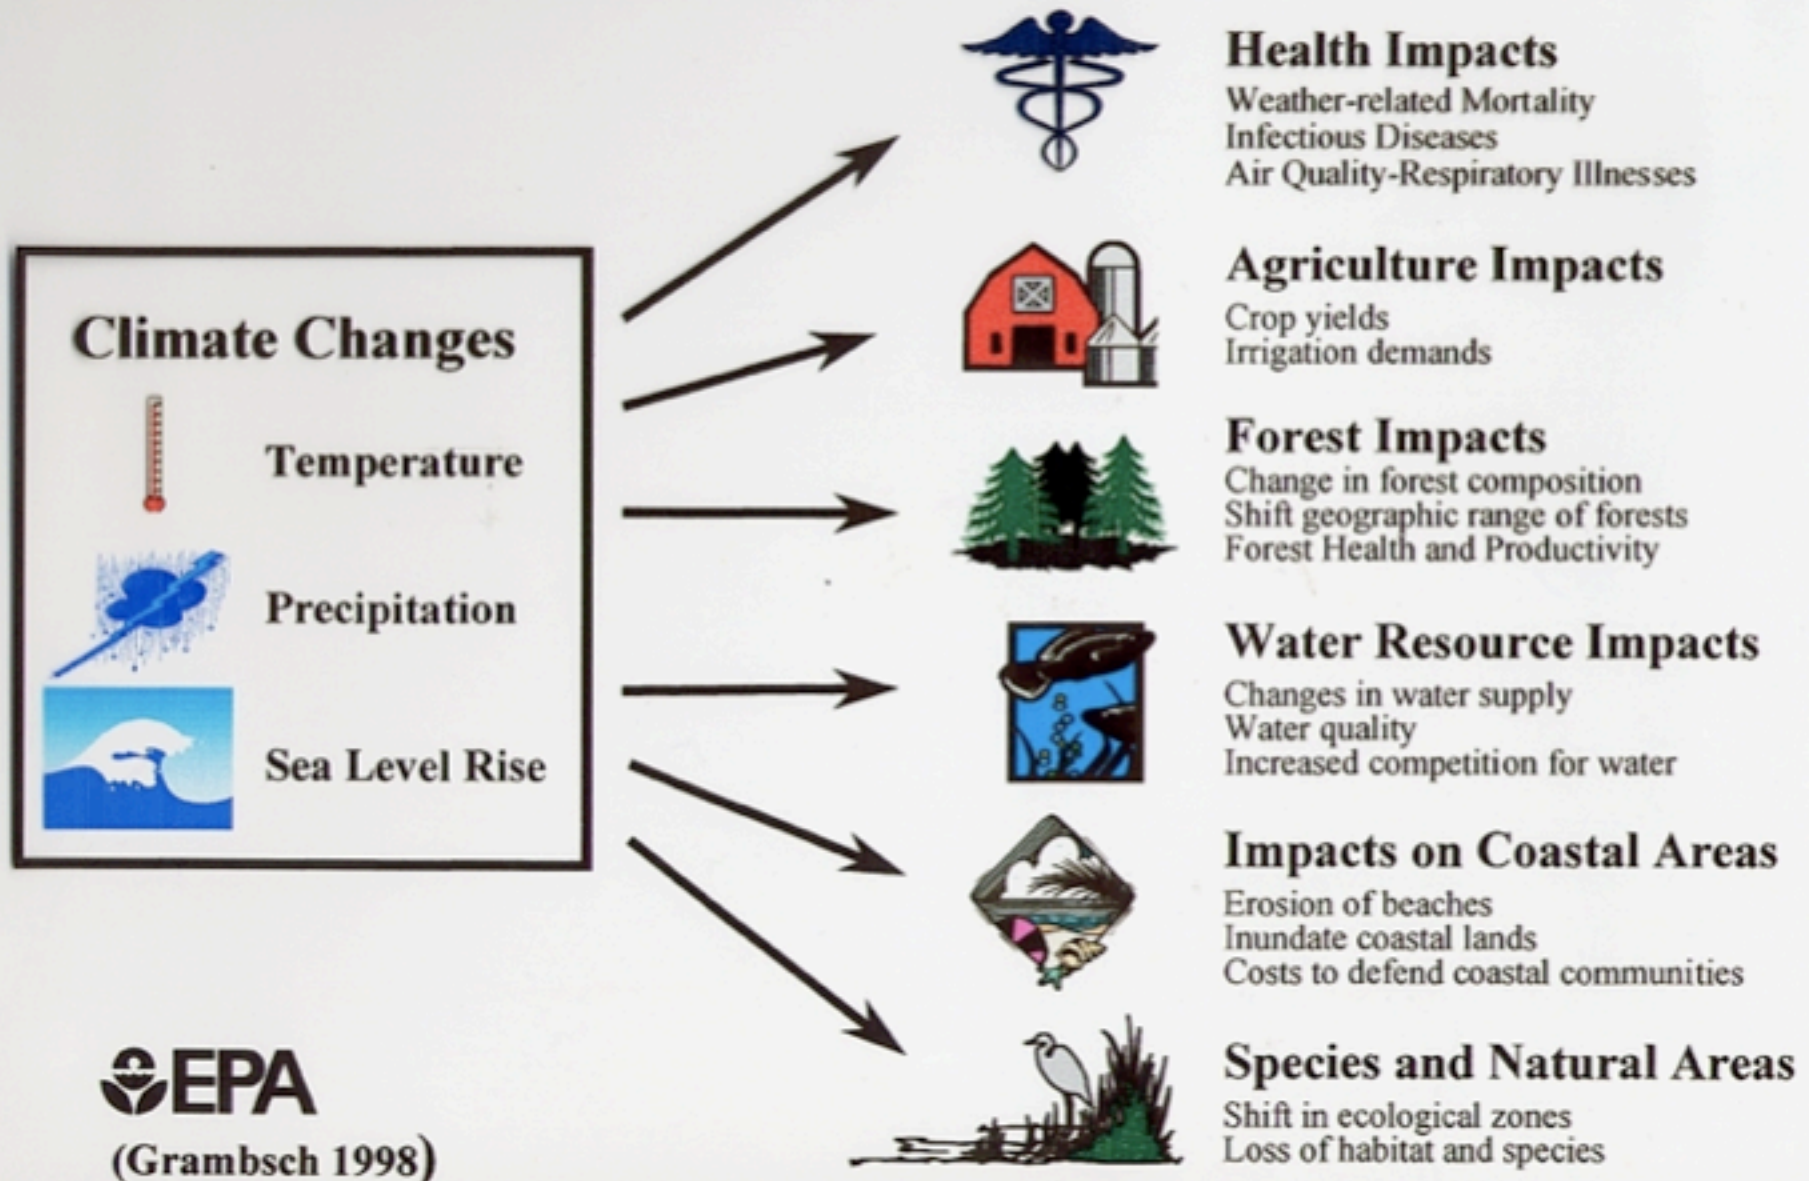 Climate Changes
Temperature
Precipitation
Sea Level Rise
EPA
(Grambsch 1998)
Health Impacts
Weather-related Mortality
Infectious Diseases
Air Quality-Respiratory Illnesses
Agriculture Impacts
Crop yields
Irrigation demands
Forest Impacts
Change in forest composition
Shift geographic range of forests
Forest Health and Productivity
Water Resource Impacts
Changes in water supply
Water quality
Increased competition for water
Impacts on Coastal Areas
Erosion of beaches
Inundate coastal lands
Costs to defend coastal communities
Species and Natural Areas
Shift in ecological zones
Loss of habitat and species